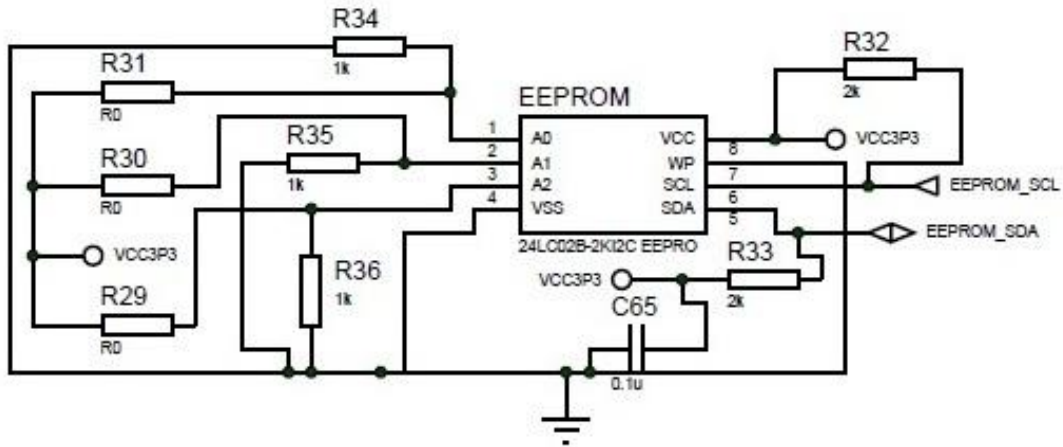 R34
1k
R31
R0
R32
2k
EEPROM
R35
1k
R30
R0
1
2
3
4
A0
A1
A2
VSS
VCC
WP
SCL
SDA
8
7
6
5
VCC3P3
EEPROM_SCL
EEPROM_SDA
24LC02B-2KI2C EEPRO
VCC3P3
R36
1k
VCC3P3
R33
2k
R29
R0
C65
0.1u